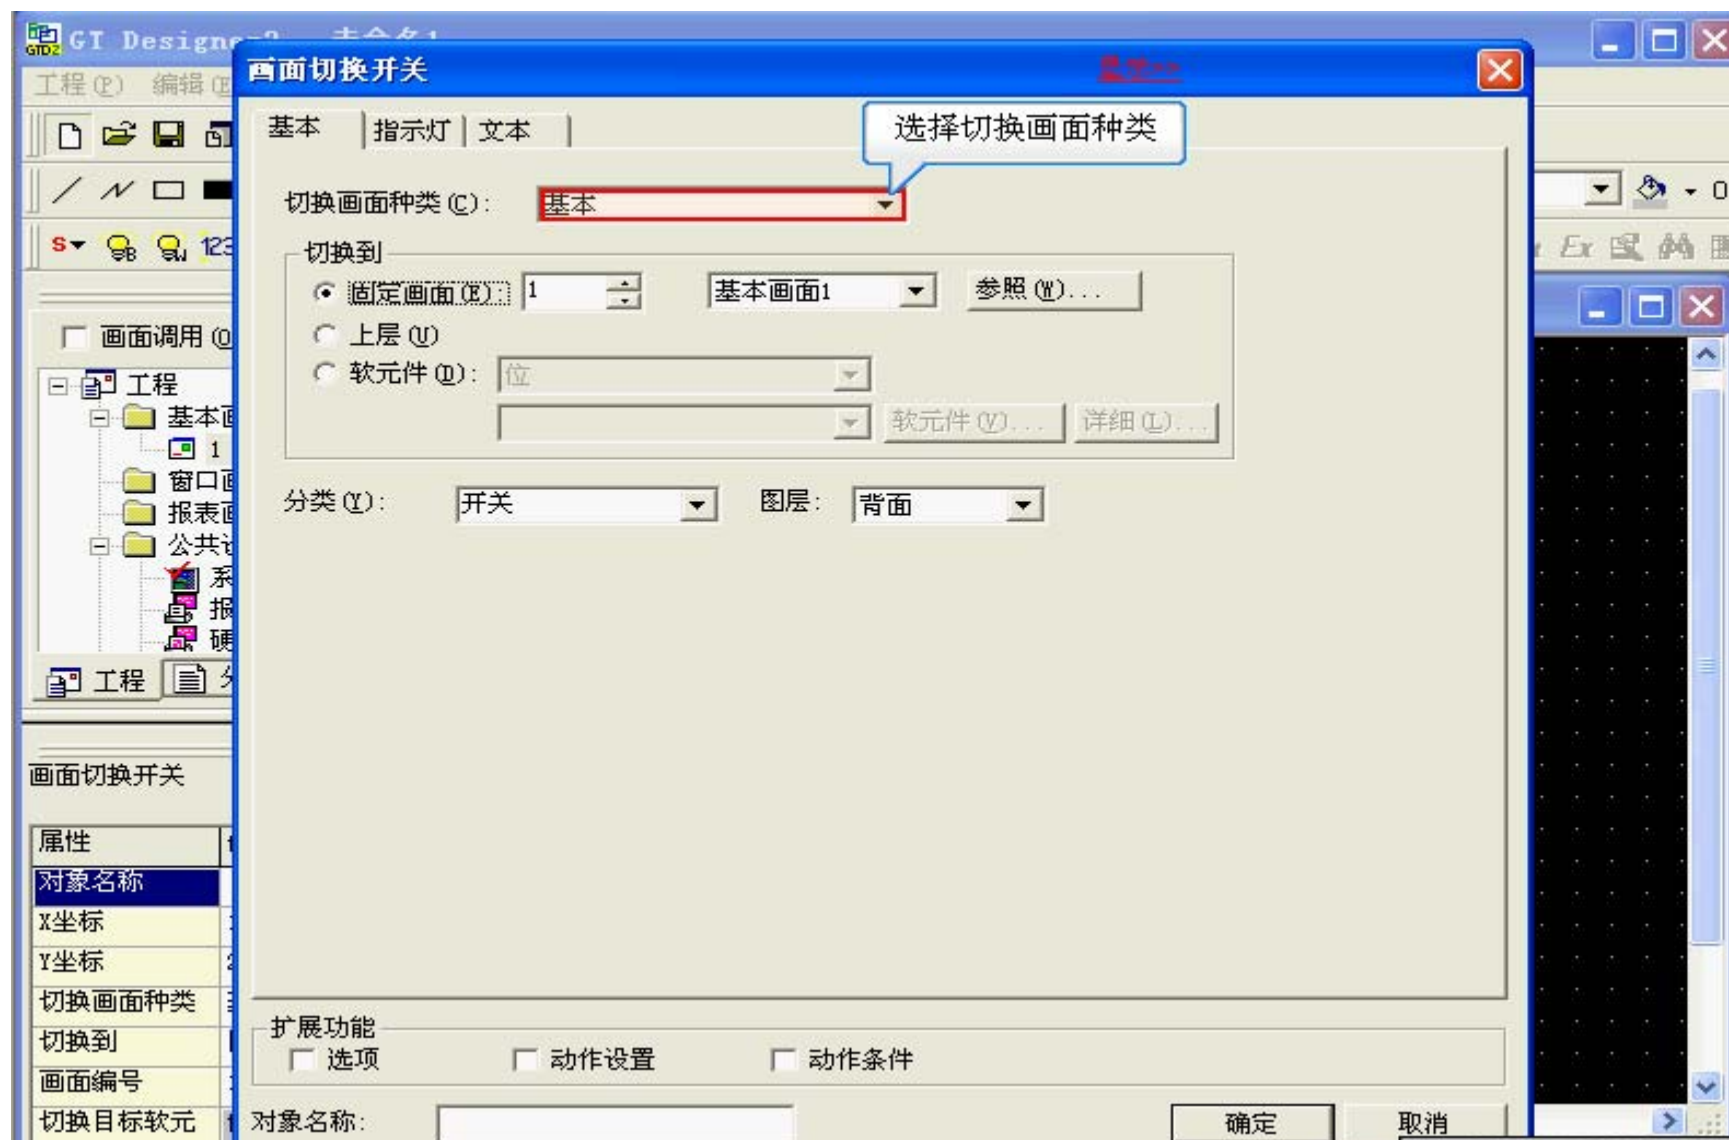 GT Designer2 未命名1
画面切换开关
工程(P) 编辑(E
基本 指示灯 文本
选择切换画面种类
切换画面种类(C): 基本
S B W 123
切换到
固定画面(E): 1 基本画面1 参照(W)...
上层(U)
软元件(D): 位
软元件(V)... 详细(L)...
分类(Y): 开关 图层: 背面
画面调用(O
工程
基本
1
窗口
报表
公共
系
报
硬
工程
画面切换开关
属性
对象名称
X坐标
Y坐标
切换画面种类
切换到
画面编号
切换目标软元
扩展功能
选项 动作设置 动作条件
对象名称: 确定 取消